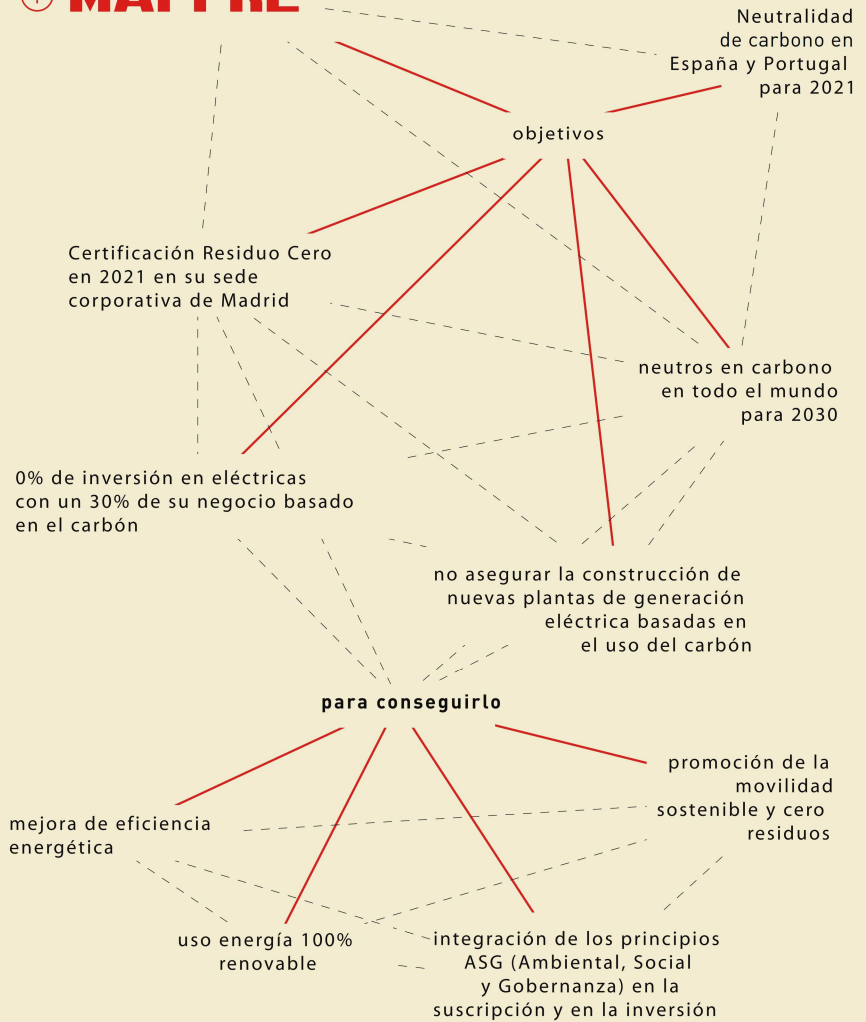 MAPFRE
Neutralidad
de carbono en
España y Portugal
para 2021
objetivos
Certificación Residuo Cero
en 2021 en su sede
corporativa de Madrid
neutros en carbono
en todo el mundo
para 2030
0% de inversión en eléctricas
con un 30% de su negocio basado
en el carbón
no asegurar la construcción de
nuevas plantas de generación
eléctrica basadas en
el uso del carbón
para conseguirlo
promoción de la
movilidad
sostenible y cero
residuos
mejora de eficiencia
energética
uso energía 100%
renovable
integración de los principios
ASG (Ambiental, Social
y Gobernanza) en la
suscripción y en la inversión